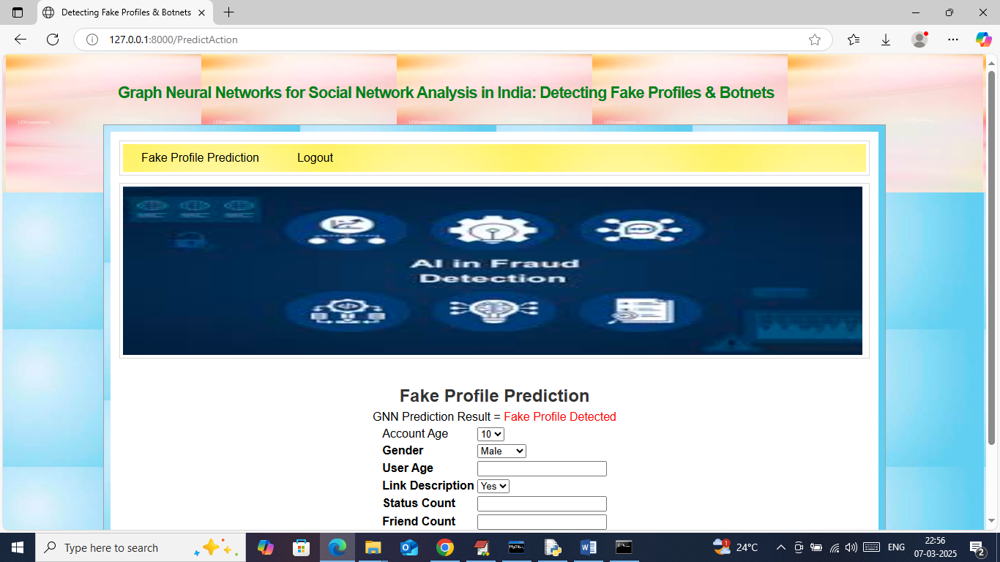 Detecting Fake Profiles & Botnets
127.0.0.1:8000/PredictAction
Graph Neural Networks for Social Network Analysis in India: Detecting Fake Profiles & Botnets
Fake Profile Prediction Logout
AI in Fraud
Detection
Fake Profile Prediction
GNN Prediction Result = Fake Profile Detected
Account Age 10
Gender Male
User Age
Link Description Yes
Status Count
Friend Count
Type here to search
1 24°C ENG 22:56
07-03-2025 2